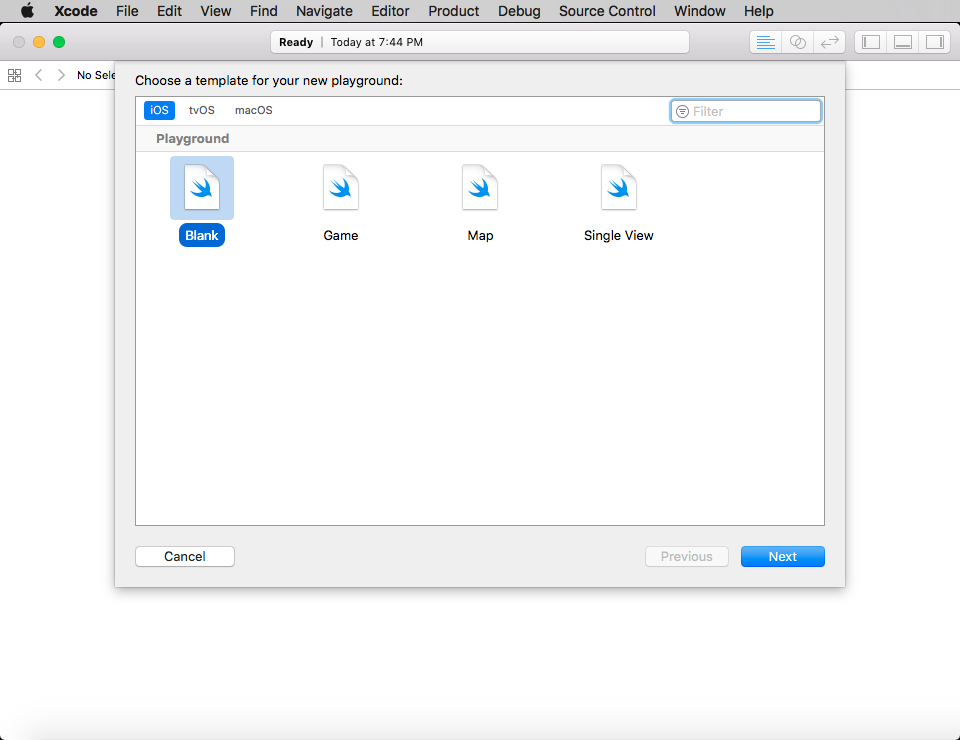 Xcode File Edit View Find Navigate Editor Product Debug Source Control Window Help
Ready | Today at 7:44 PM
No Sele
Choose a template for your new playground:
iOS tvOS macOS Filter
Playground
Blank Game Map Single View
Cancel Previous Next